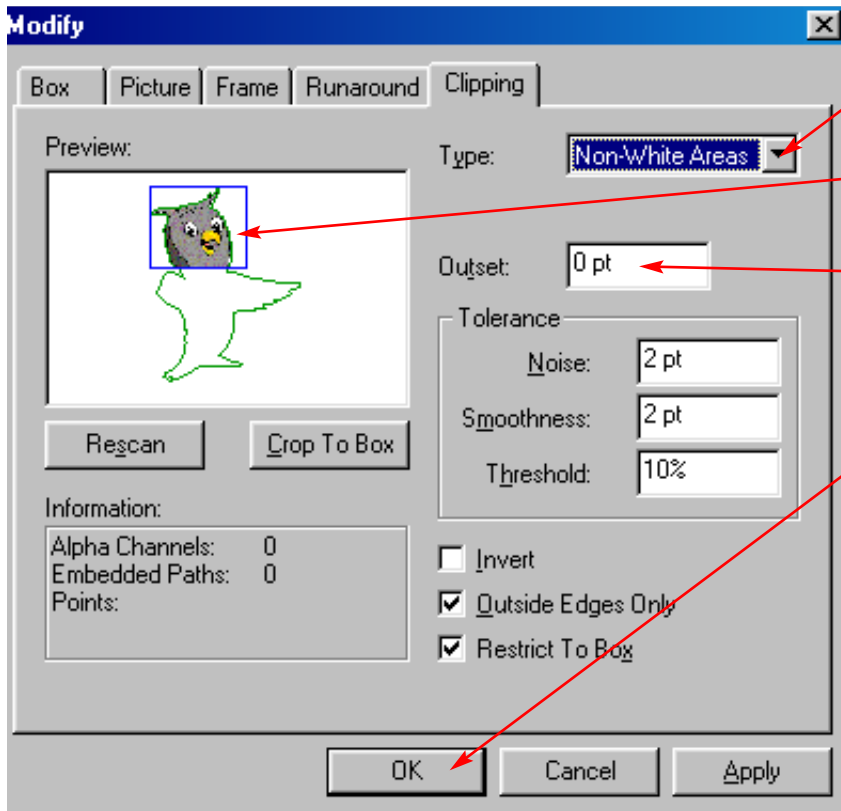 Modify
Box Picture Frame Runaround Clipping
Preview:
Type: Non-White Areas
Outset: 0 pt
Tolerance
Noise: 2 pt
Smoothness: 2 pt
Threshold: 10%
Rescan Crop To Box
Information:
Alpha Channels: 0
Embedded Paths: 0
Points:
Invert
Outside Edges Only
Restrict To Box
OK Cancel Apply